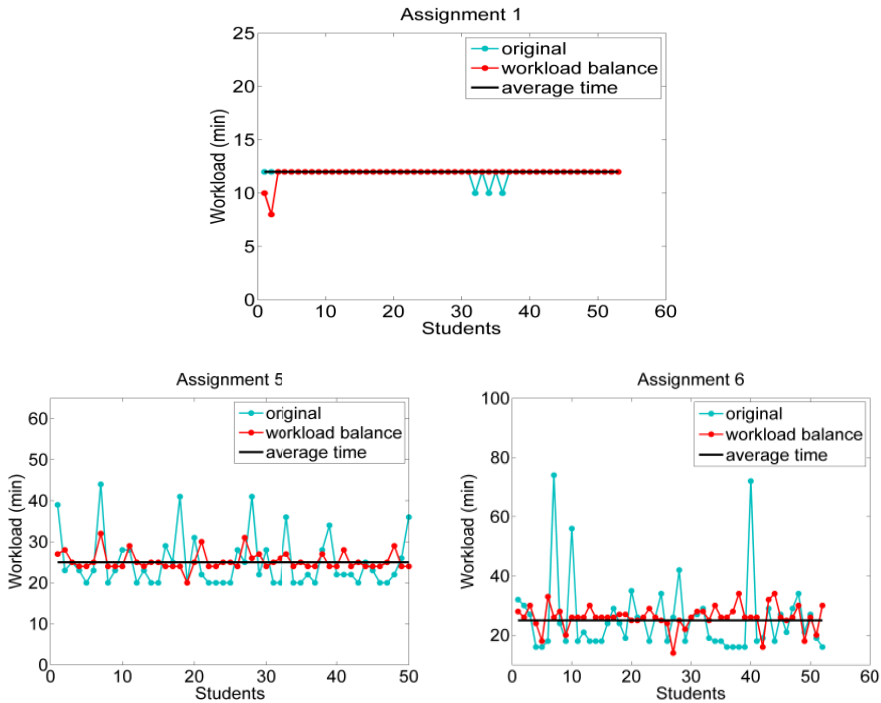 Assignment 1
25
20
15
10
5
0
Workload (min)
original
workload balance
average time
0 10 20 30 40 50 60
Students
Assignment 5
60
50
40
30
20
10
0
Workload (min)
original
workload balance
average time
0 10 20 30 40 50
Students
Assignment 6
100
80
60
40
20
Workload (min)
original
workload balance
average time
0 10 20 30 40 50 60
Students